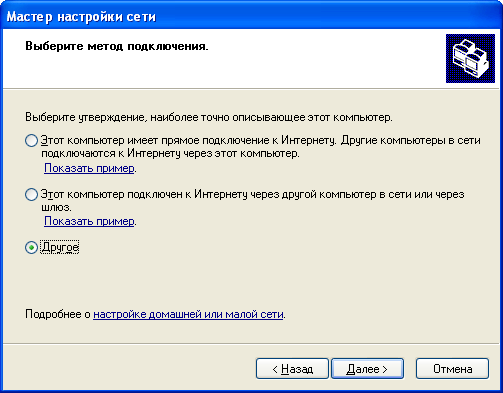 Мастер настройки сети
Выберите метод подключения.
Выберите утверждение, наиболее точно описывающее этот компьютер.
Этот компьютер имеет прямое подключение к Интернету. Другие компьютеры в сети
подключаются к Интернету через этот компьютер.
Показать пример.
Этот компьютер подключен к Интернету через другой компьютер в сети или через
шлюз.
Показать пример.
Другое
Подробнее о настройке домашней или малой сети.
< Назад
Далее >
Отмена